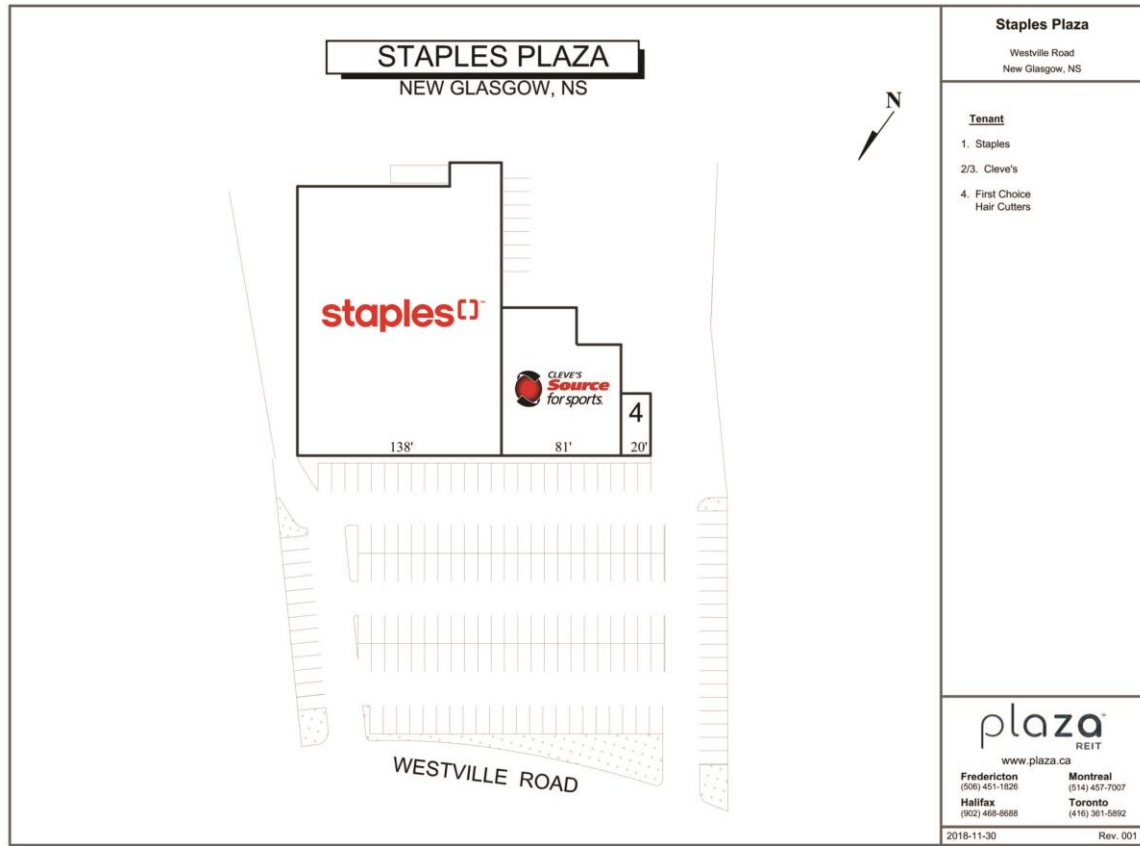 STAPLES PLAZA
NEW GLASGOW, NS
N
staples
CLEVE'S
Source
for sports.
4
138'
81'
20'
WESTVILLE ROAD
Staples Plaza
Westville Road
New Glasgow, NS
Tenant
1. Staples
2/3. Cleve's
4. First Choice
Hair Cutters
plaza
REIT
www.plaza.ca
Fredericton Montreal
(506) 451-1826 (514) 457-7007
Halifax Toronto
(902) 468-8688 (416) 361-5892
2018-11-30 Rev. 001